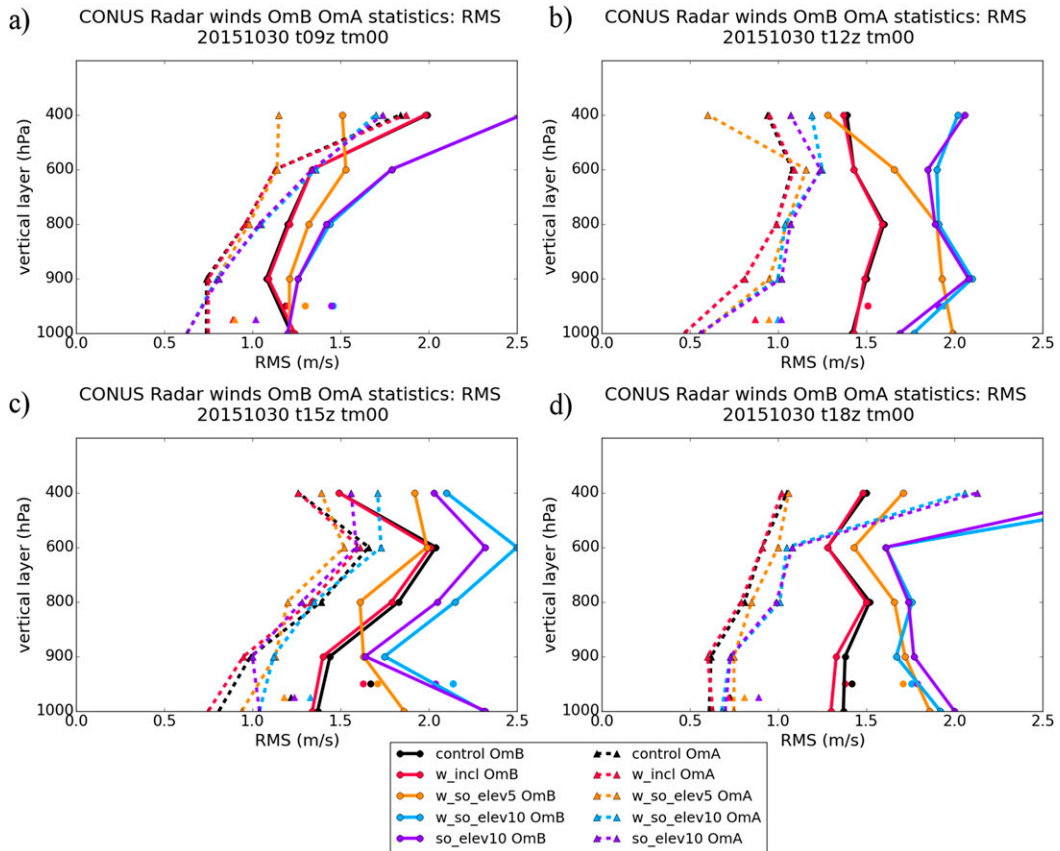 a)
CONUS Radar winds OmB OmA statistics: RMS
20151030 t09z tm00
vertical layer (hPa)
400
600
800
900
1000
0.0
0.5
1.0
1.5
2.0
2.5
RMS (m/s)
b)
CONUS Radar winds OmB OmA statistics: RMS
20151030 t12z tm00
vertical layer (hPa)
400
600
800
900
1000
0.0
0.5
1.0
1.5
2.0
2.5
RMS (m/s)
c)
CONUS Radar winds OmB OmA statistics: RMS
20151030 t15z tm00
vertical layer (hPa)
400
600
800
900
1000
0.0
0.5
1.0
1.5
2.0
2.5
RMS (m/s)
d)
CONUS Radar winds OmB OmA statistics: RMS
20151030 t18z tm00
vertical layer (hPa)
400
600
800
900
1000
0.0
0.5
1.0
1.5
2.0
2.5
RMS (m/s)
control OmB
w_incl OmB
w_so_elev5 OmB
w_so_elev10 OmB
so_elev10 OmB
control OmA
w_incl OmA
w_so_elev5 OmA
w_so_elev10 OmA
so_elev10 OmA